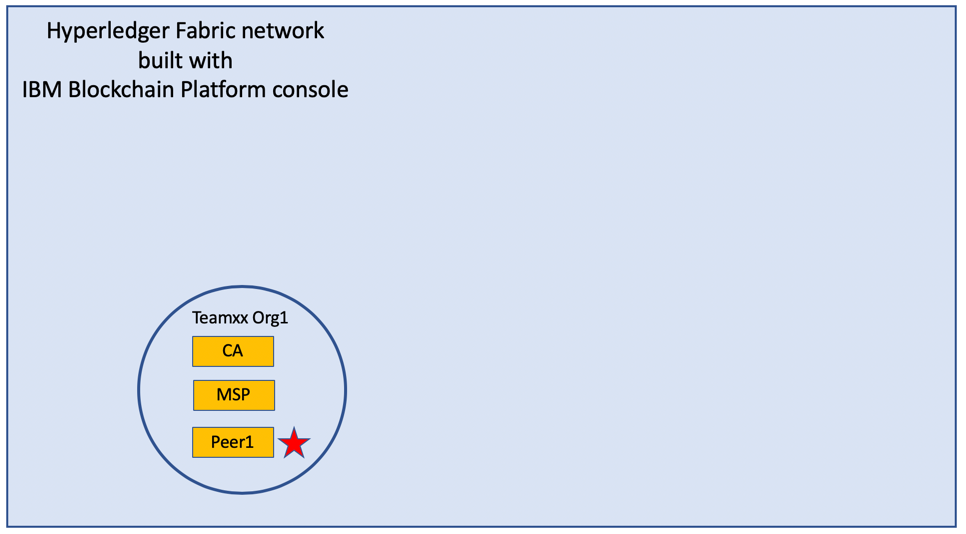 Hyperledger Fabric network
built with
IBM Blockchain Platform console
Teamxx Org1
CA
MSP
Peer1